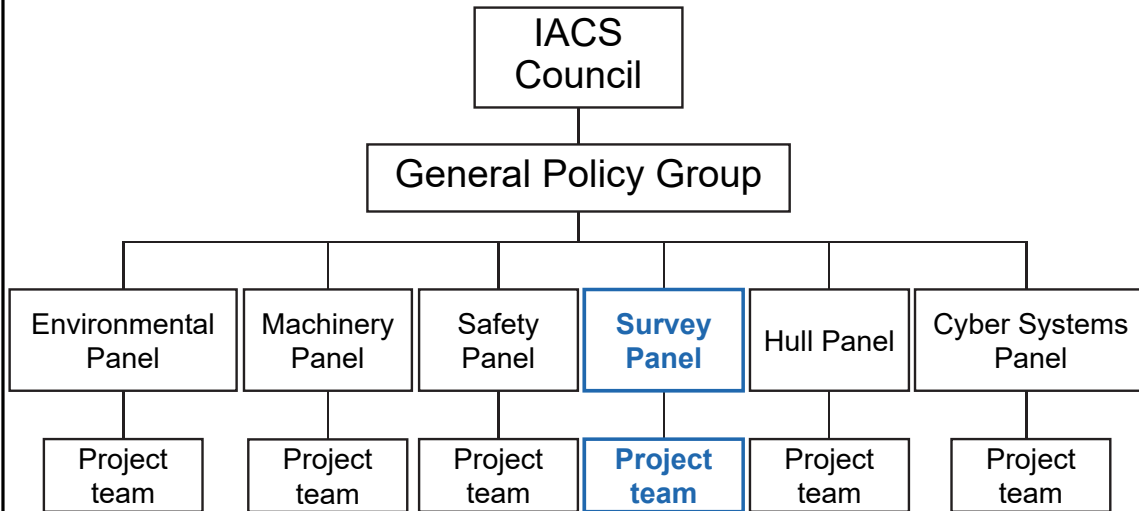 IACS
Council
General Policy Group
Environmental
Panel
Machinery
Panel
Safety
Panel
Survey
Panel
Hull Panel
Cyber Systems
Panel
Project
team
Project
team
Project
team
Project
team
Project
team
Project
team